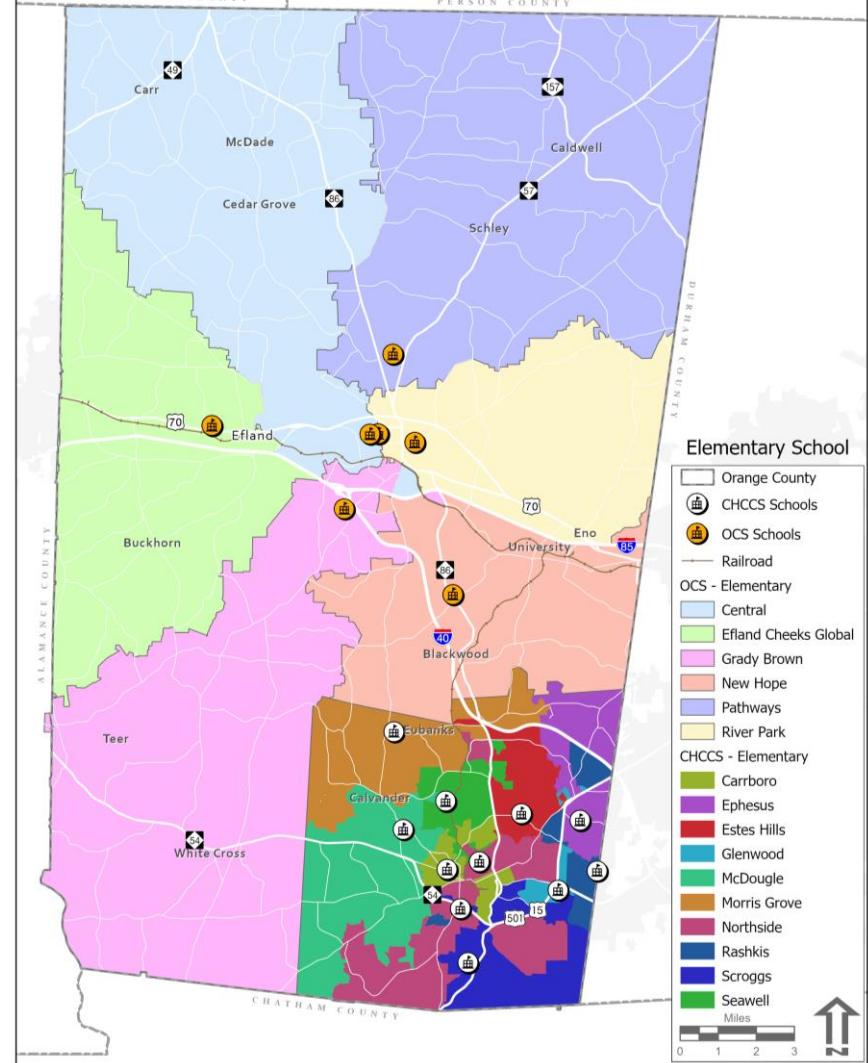 PERSON COUNTY
49
Carr
157
McDade
Caldwell
57
86
Cedar Grove
Schley
DURHAM COUNTY
70
Efland
70
Eno
University
85
Buckhorn
86
ALAMANCE COUNTY
40
Blackwood
Teer
Eubanks
Calvander
54
White Cross
54
501
15
CHATHAM COUNTY
Elementary School
Orange County
CHCCS Schools
OCS Schools
Railroad
OCS - Elementary
Central
Efland Cheeks Global
Grady Brown
New Hope
Pathways
River Park
CHCCS - Elementary
Carrboro
Ephesus
Estes Hills
Glenwood
McDougle
Morris Grove
Northside
Rashkis
Scroggs
Seawell
Miles
0 1 2 3
N